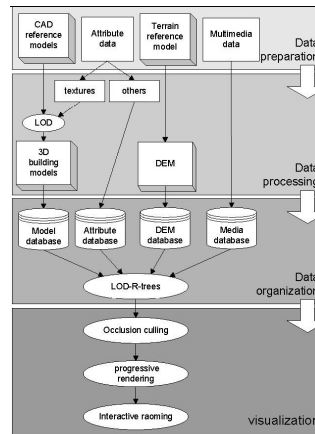 CAD
reference
models
Attribute
data
Terrain
reference
model
Multimedia
data
Data
preparation
textures
others
LOD
3D
building
models
DEM
Data
processing
Model
database
Attribute
database
DEM
database
Media
database
LOD-R-trees
Data
organization
Occlusion culling
progressive
rendering
Interactive raoming
visualization